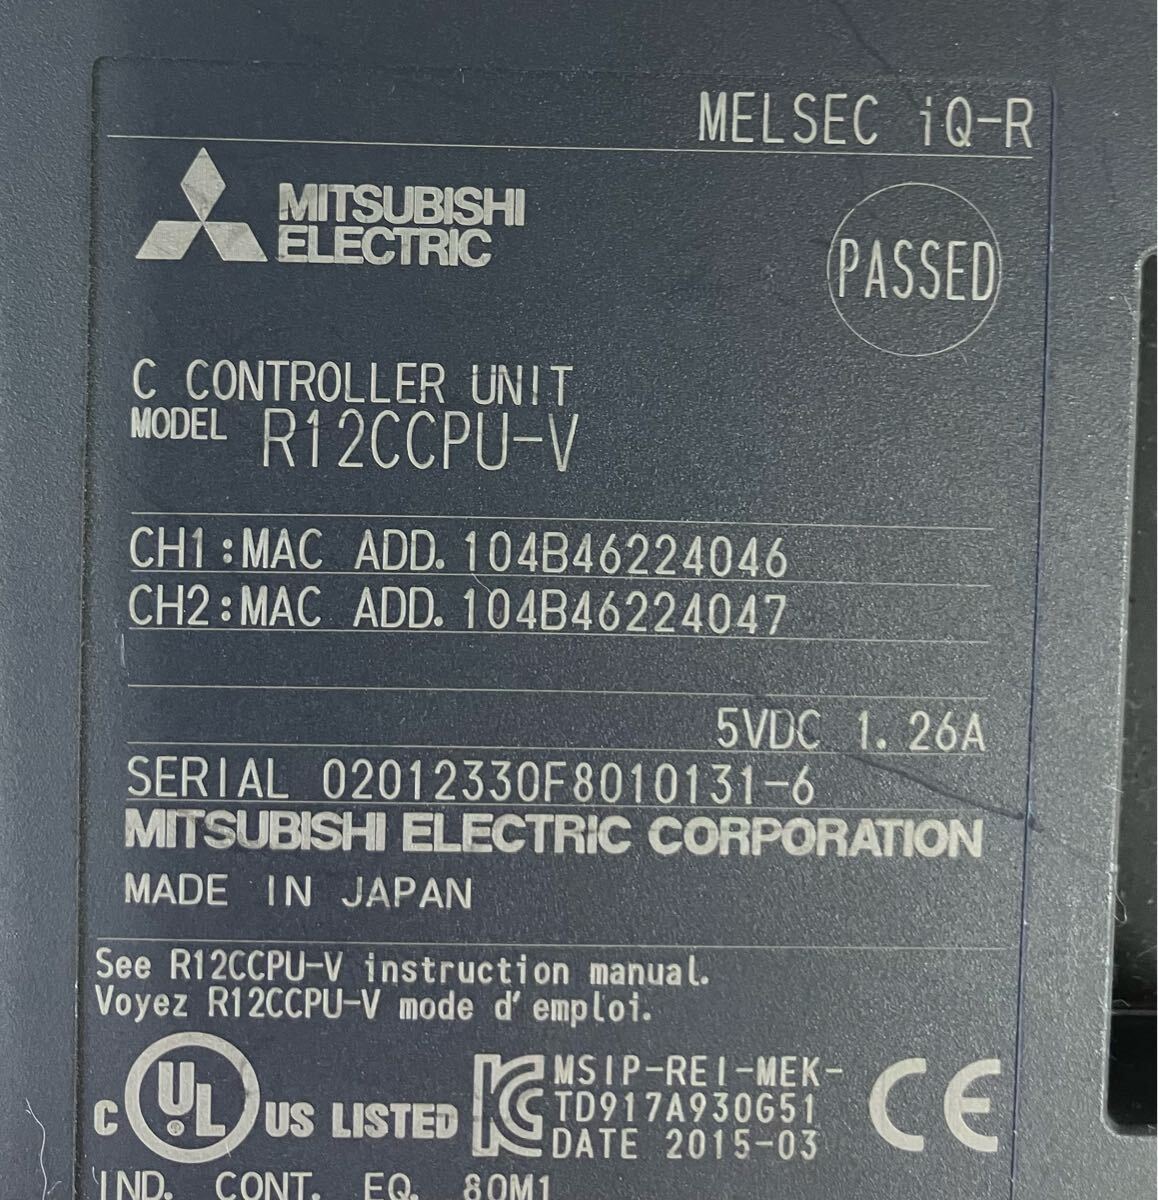 MELSEC iQ-R
MITSUBISHI
ELECTRIC
PASSED
C CONTROLLER UNIT
MODEL R12CCPU-V
CH1:MAC ADD. 104B46224046
CH2:MAC ADD. 104B46224047
5VDC 1.26A
SERIAL 02012330F8010131-6
MITSUBISHI ELECTRIC CORPORATION
MADE IN JAPAN
See R12CCPU-V instruction manual.
Voyez R12CCPU-V mode d'emploi.
C UL US LISTED
MSIP-REI-MEK-
TD917A930G51
DATE 2015-03
CE
IND. CONT. EQ. 80M1